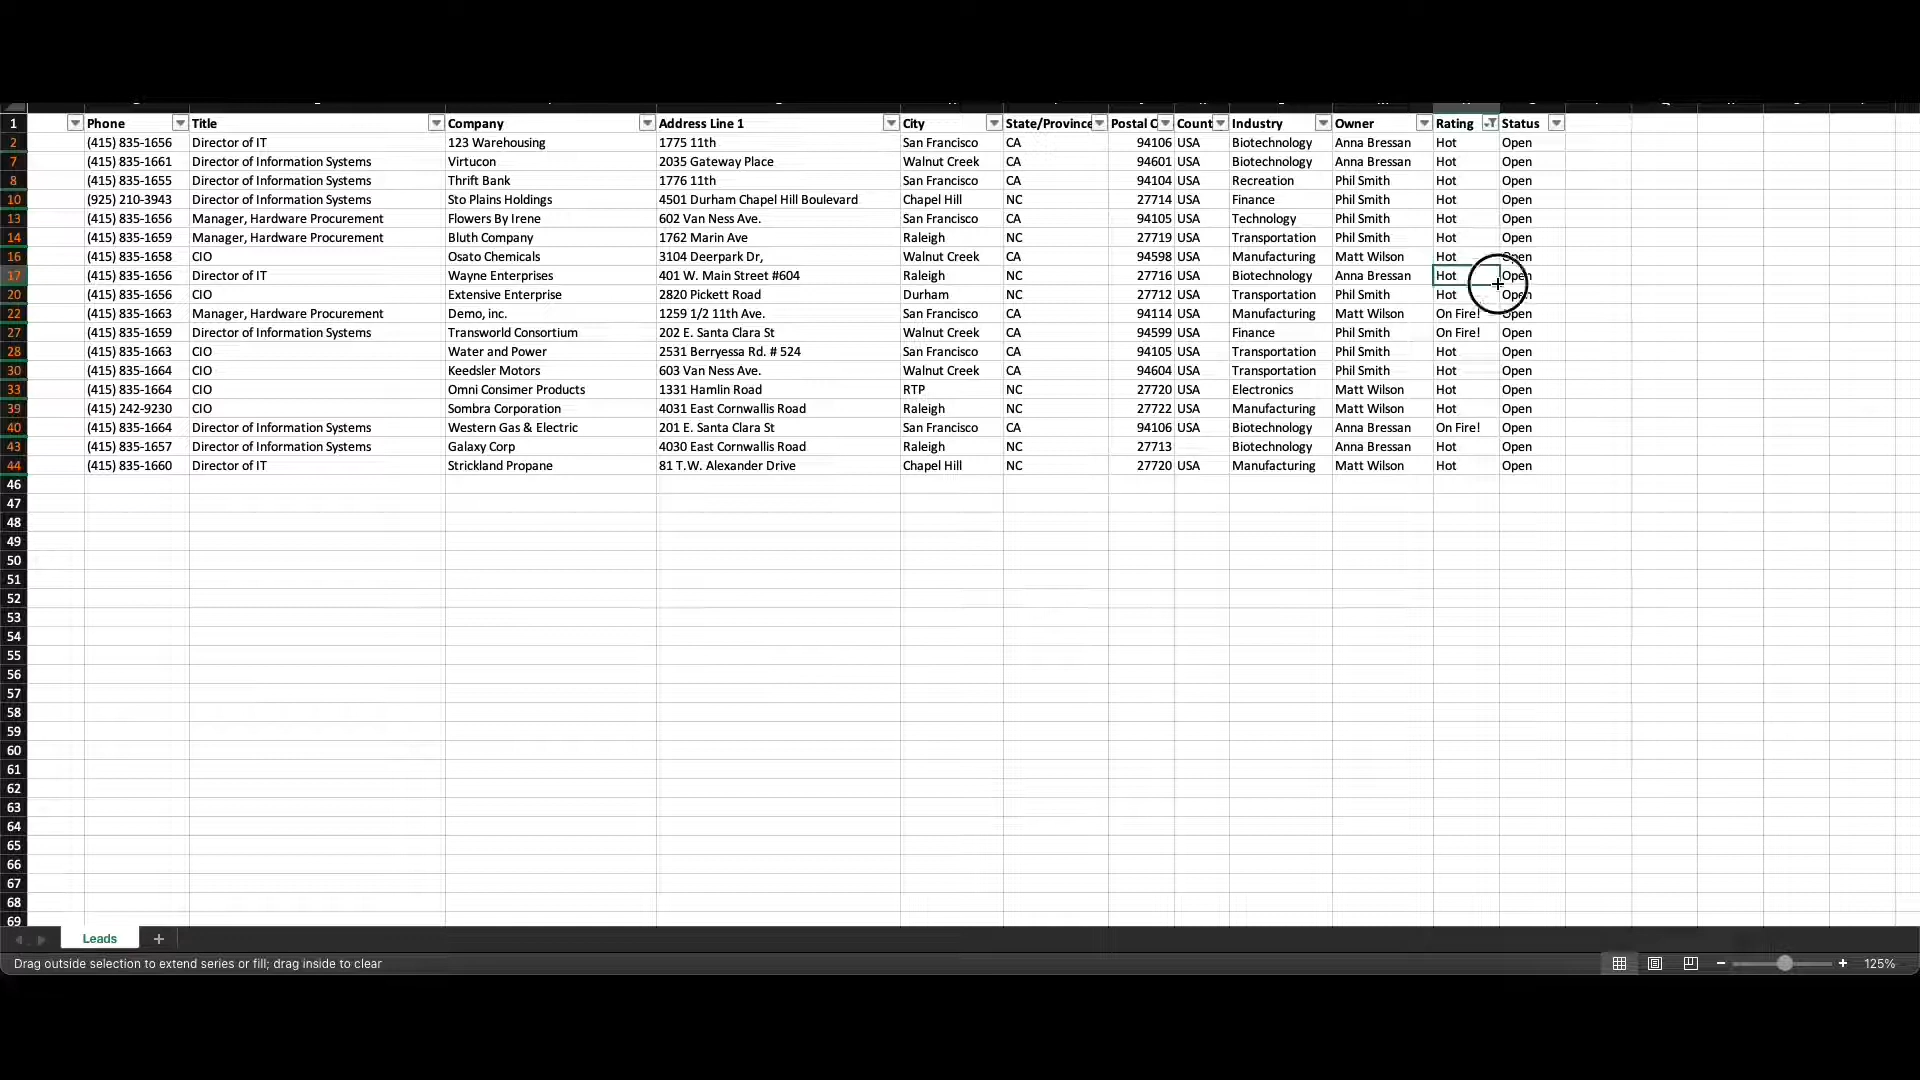 1 Phone Title Company Address Line 1 City State/Province Postal C Count Industry Owner Rating Status
2 (415) 835-1656 Director of IT 123 Warehousing 1775 11th San Francisco CA 94106 USA Biotechnology Anna Bressan Hot Open
7 (415) 835-1661 Director of Information Systems Virtucon 2035 Gateway Place Walnut Creek CA 94601 USA Biotechnology Anna Bressan Hot Open
8 (415) 835-1655 Director of Information Systems Thrift Bank 1776 11th San Francisco CA 94104 USA Recreation Phil Smith Hot Open
10 (925) 210-3943 Director of Information Systems Sto Plains Holdings 4501 Durham Chapel Hill Boulevard Chapel Hill NC 27714 USA Finance Phil Smith Hot Open
13 (415) 835-1656 Manager, Hardware Procurement Flowers By Irene 602 Van Ness Ave. San Francisco CA 94105 USA Technology Phil Smith Hot Open
14 (415) 835-1659 Manager, Hardware Procurement Bluth Company 1762 Marin Ave Raleigh NC 27719 USA Transportation Phil Smith Hot Open
16 (415) 835-1658 CIO Osato Chemicals 3104 Deerpark Dr, Walnut Creek CA 94598 USA Manufacturing Matt Wilson Hot Open
17 (415) 835-1656 Director of IT Wayne Enterprises 401 W. Main Street #604 Raleigh NC 27716 USA Biotechnology Anna Bressan Hot Open
20 (415) 835-1656 CIO Extensive Enterprise 2820 Pickett Road Durham NC 27712 USA Transportation Phil Smith Hot Open
22 (415) 835-1663 Manager, Hardware Procurement Demo, inc. 1259 1/2 11th Ave. San Francisco CA 94114 USA Manufacturing Matt Wilson On Fire! Open
27 (415) 835-1659 Director of Information Systems Transworld Consortium 202 E. Santa Clara St Walnut Creek CA 94599 USA Finance Phil Smith On Fire! Open
28 (415) 835-1663 CIO Water and Power 2531 Berryessa Rd. # 524 San Francisco CA 94105 USA Transportation Phil Smith Hot Open
30 (415) 835-1664 CIO Keedsler Motors 603 Van Ness Ave. Walnut Creek CA 94604 USA Transportation Phil Smith Hot Open
33 (415) 835-1664 CIO Omni Consimer Products 1331 Hamlin Road RTP NC 27720 USA Electronics Matt Wilson Hot Open
39 (415) 242-9230 CIO Sombra Corporation 4031 East Cornwallis Road Raleigh NC 27722 USA Manufacturing Matt Wilson Hot Open
40 (415) 835-1664 Director of Information Systems Western Gas & Electric 201 E. Santa Clara St San Francisco CA 94106 USA Biotechnology Anna Bressan On Fire! Open
43 (415) 835-1657 Director of Information Systems Galaxy Corp 4030 East Cornwallis Road Raleigh NC 27713 Biotechnology Anna Bressan Hot Open
44 (415) 835-1660 Director of IT Strickland Propane 81 T.W. Alexander Drive Chapel Hill NC 27720 USA Manufacturing Matt Wilson Hot Open
46
47
48
49
50
51
52
53
54
55
56
57
58
59
60
61
62
63
64
65
66
67
68
69
Leads
Drag outside selection to extend series or fill; drag inside to clear 125%